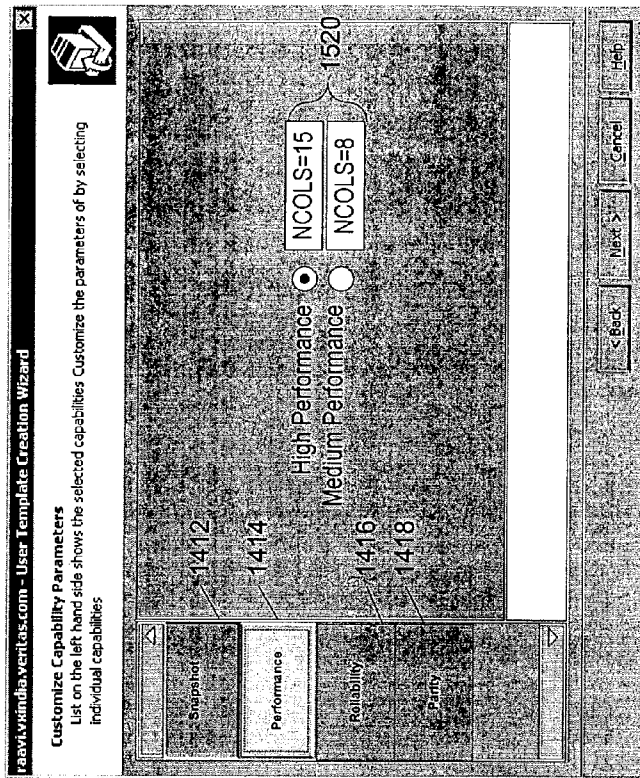 raavi.vxindia.veritas.com - User Template Creation Wizard
Customize Capability Parameters
List on the left hand side shows the selected capabilities Customize the parameters of by selecting
individual capabilities
Snapshot
Performance
Reliability
Parity
1412
1414
1416
1418
High Performance
NCOLS=15
Medium Performance
NCOLS=8
1520
< Back
Next >
Cancel
Help